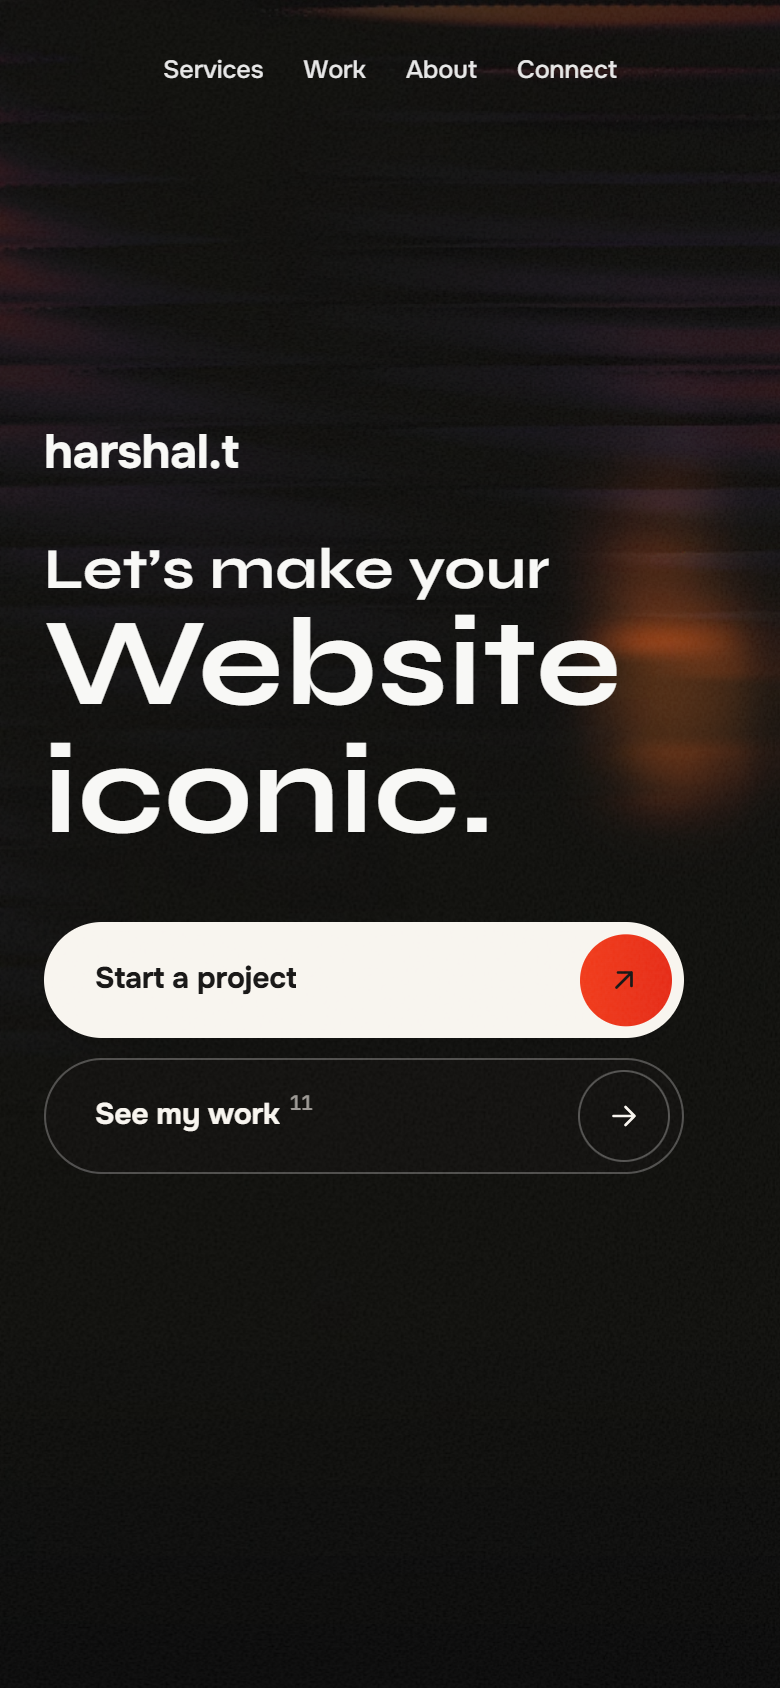 Services Work About Connect
harshal.t
Let’s make your
Website
iconic.
Start a project
See my work 11